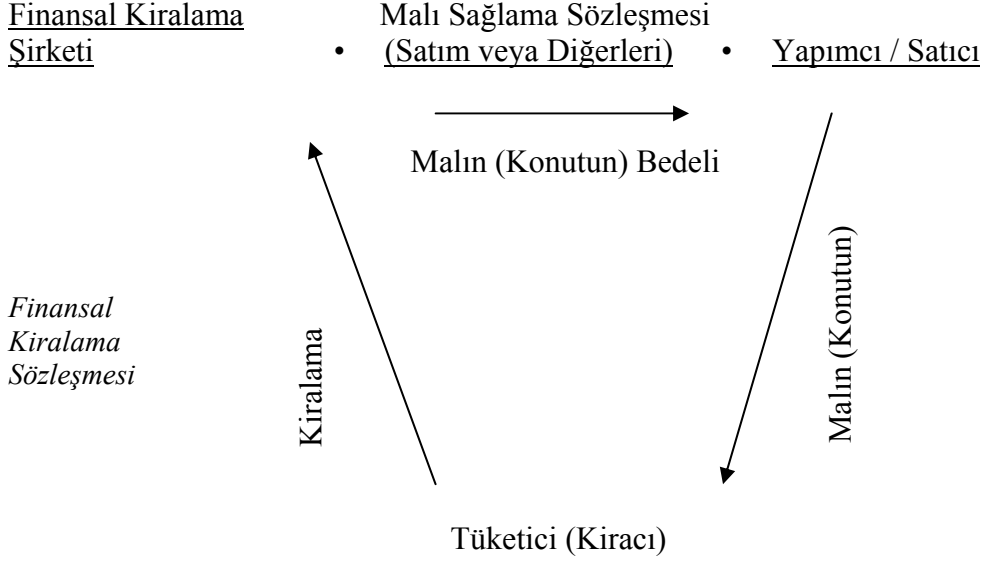 Finansal Kiralama
Şirketi
Malı Sağlama Sözleşmesi
• (Satım veya Diğerleri) •
Yapımcı / Satıcı
Malın (Konutun) Bedeli
Finansal
Kiralama
Sözleşmesi
Kiralama
Malın (Konutun)
Tüketici (Kiracı)